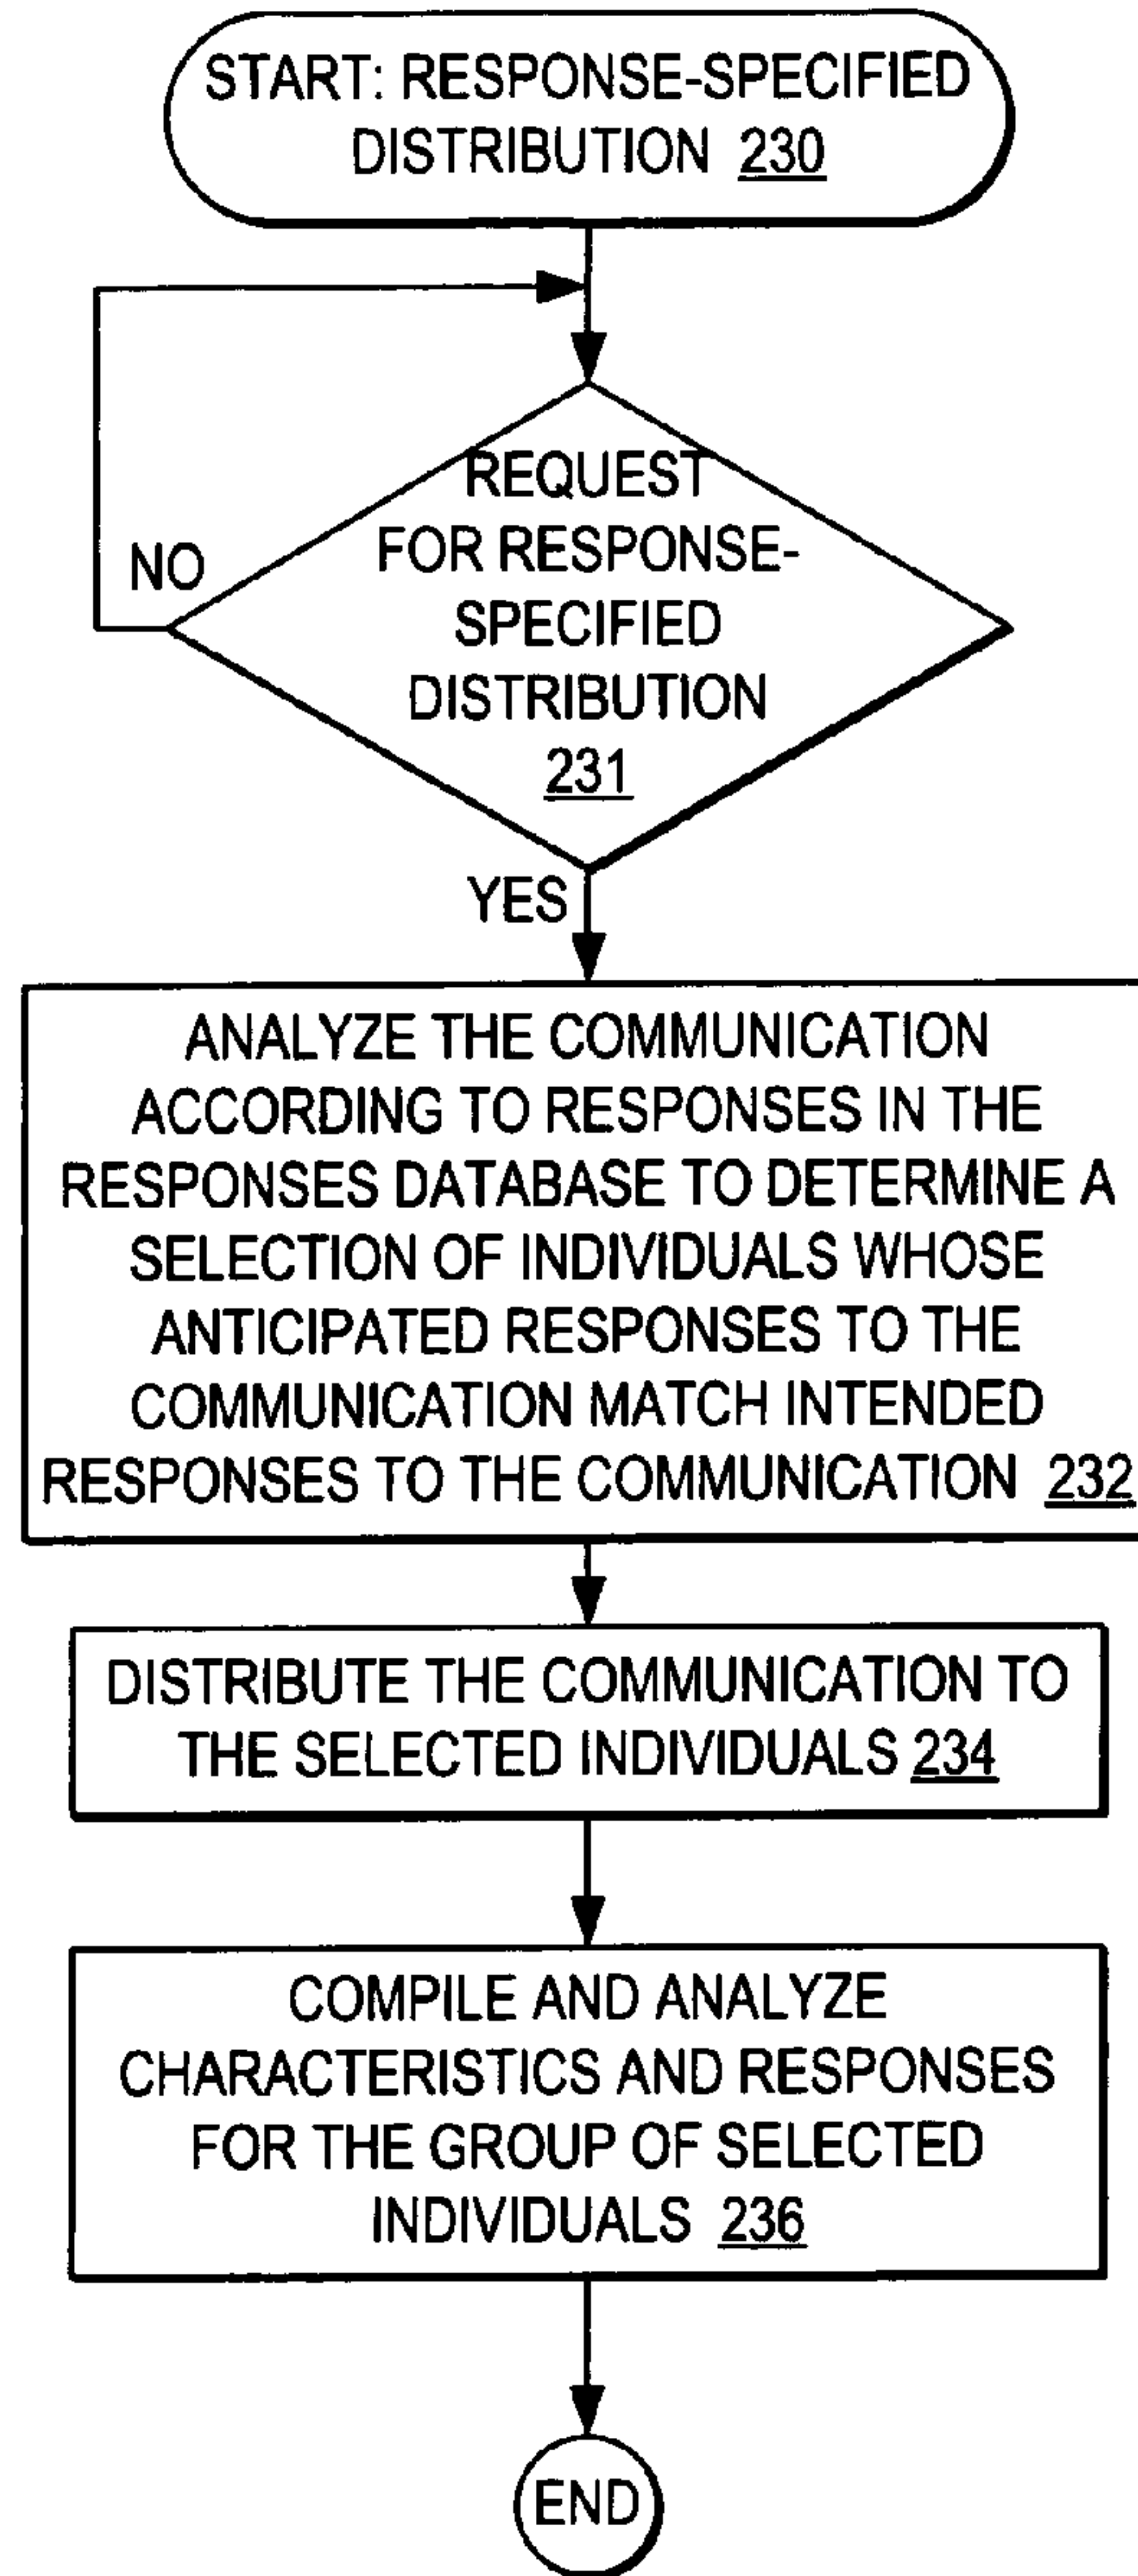 START: RESPONSE-SPECIFIED
DISTRIBUTION 230
REQUEST
FOR RESPONSE-
SPECIFIED
DISTRIBUTION
231
NO
YES
ANALYZE THE COMMUNICATION
ACCORDING TO RESPONSES IN THE
RESPONSES DATABASE TO DETERMINE A
SELECTION OF INDIVIDUALS WHOSE
ANTICIPATED RESPONSES TO THE
COMMUNICATION MATCH INTENDED
RESPONSES TO THE COMMUNICATION 232
DISTRIBUTE THE COMMUNICATION TO
THE SELECTED INDIVIDUALS 234
COMPILE AND ANALYZE
CHARACTERISTICS AND RESPONSES
FOR THE GROUP OF SELECTED
INDIVIDUALS 236
END